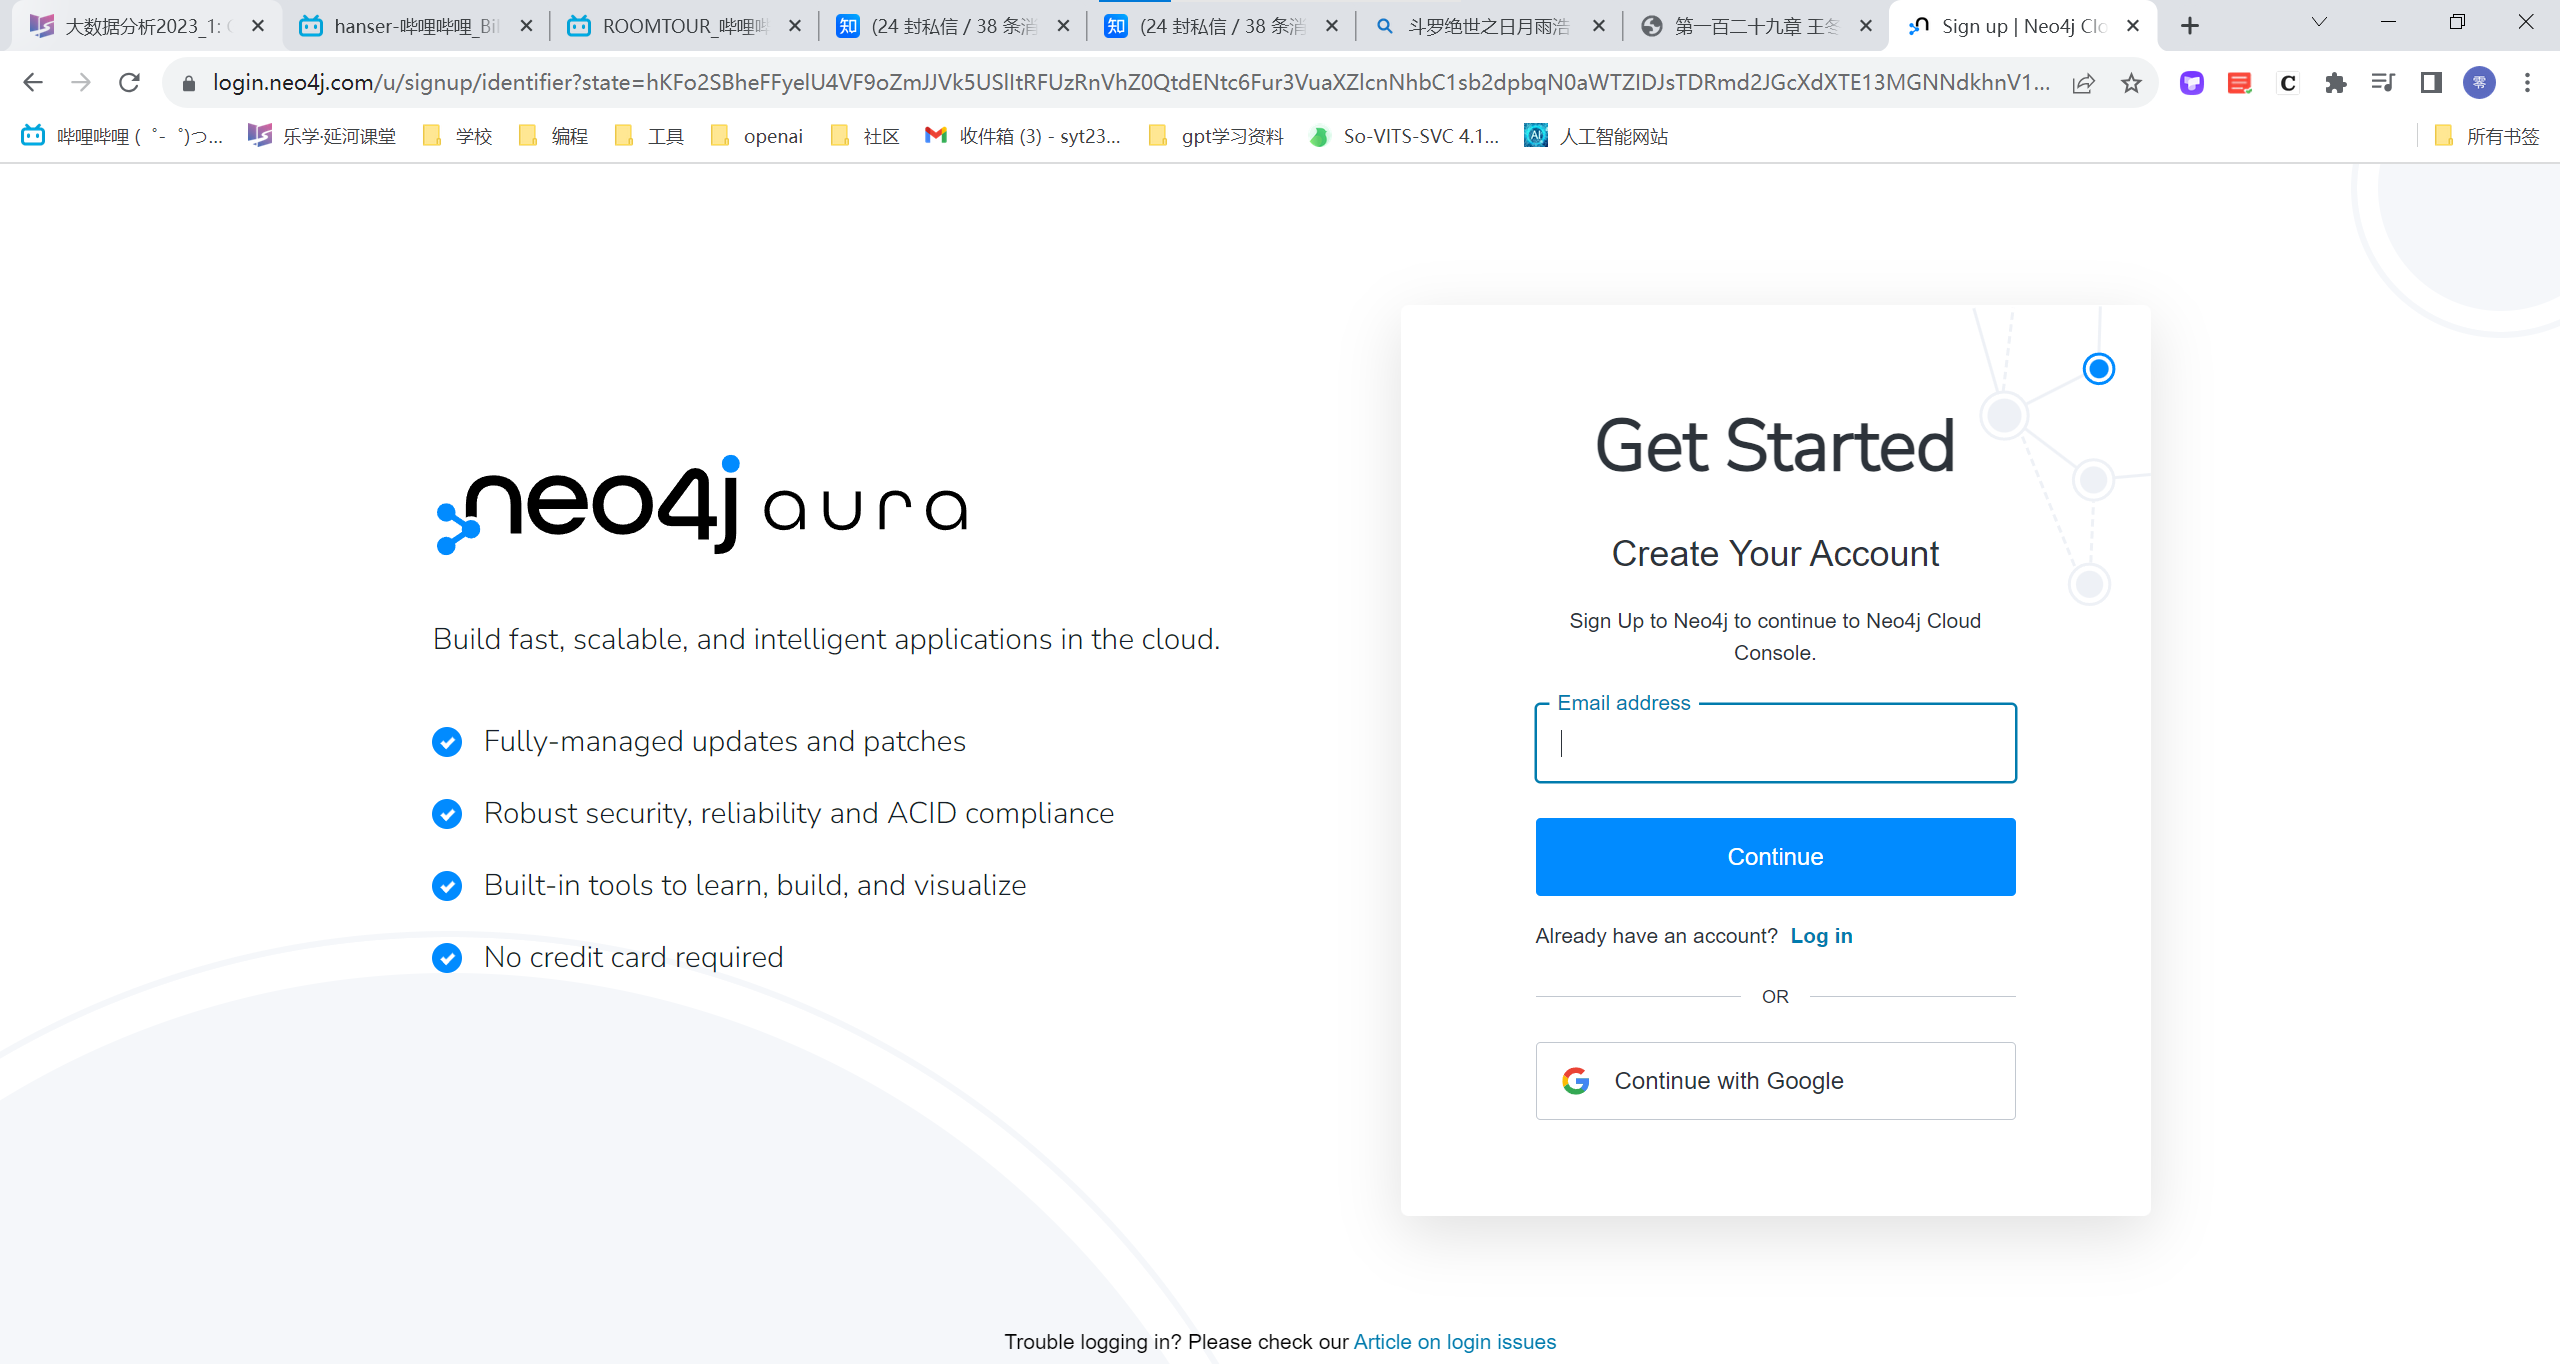 大数据分析2023_1:
hanser-哔哩哔哩_Bil
ROOMTOUR_哔哩哔
(24 封私信 / 38 条消
(24 封私信 / 38 条消
斗罗绝世之日月雨浩
第一百二十九章 王冬
Sign up | Neo4j Clo
哔哩哔哩 (゜-゜)つ...
乐学·延河课堂
学校
编程
工具
openai
社区
收件箱 (3) - syt23...
gpt学习资料
So-VITS-SVC 4.1...
人工智能网站
所有书签
neo4j aura
Build fast, scalable, and intelligent applications in the cloud.
Fully-managed updates and patches
Robust security, reliability and ACID compliance
Built-in tools to learn, build, and visualize
No credit card required
Get Started
Create Your Account
Sign Up to Neo4j to continue to Neo4j Cloud
Console.
Email address
Continue
Already have an account? Log in
OR
Continue with Google
Trouble logging in? Please check our Article on login issues